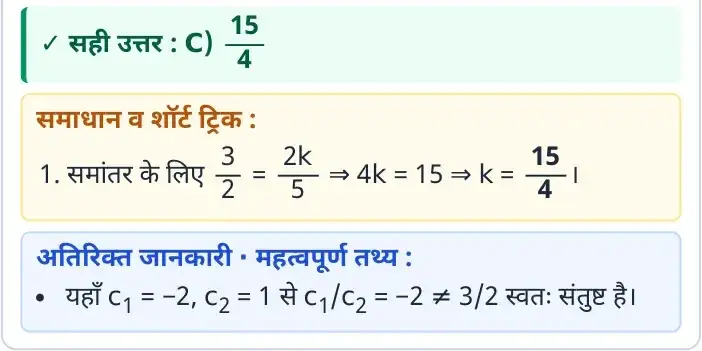 ✓ सही उत्तर : C) 15/4
समाधान व शॉर्ट ट्रिक :
1. समांतर के लिए 3/2 = 2k/5 ⇒ 4k = 15 ⇒ k = 15/4।
अतिरिक्त जानकारी · महत्वपूर्ण तथ्य :
• यहाँ c₁ = −2, c₂ = 1 से c₁/c₂ = −2 ≠ 3/2 स्वतः संतुष्ट है।